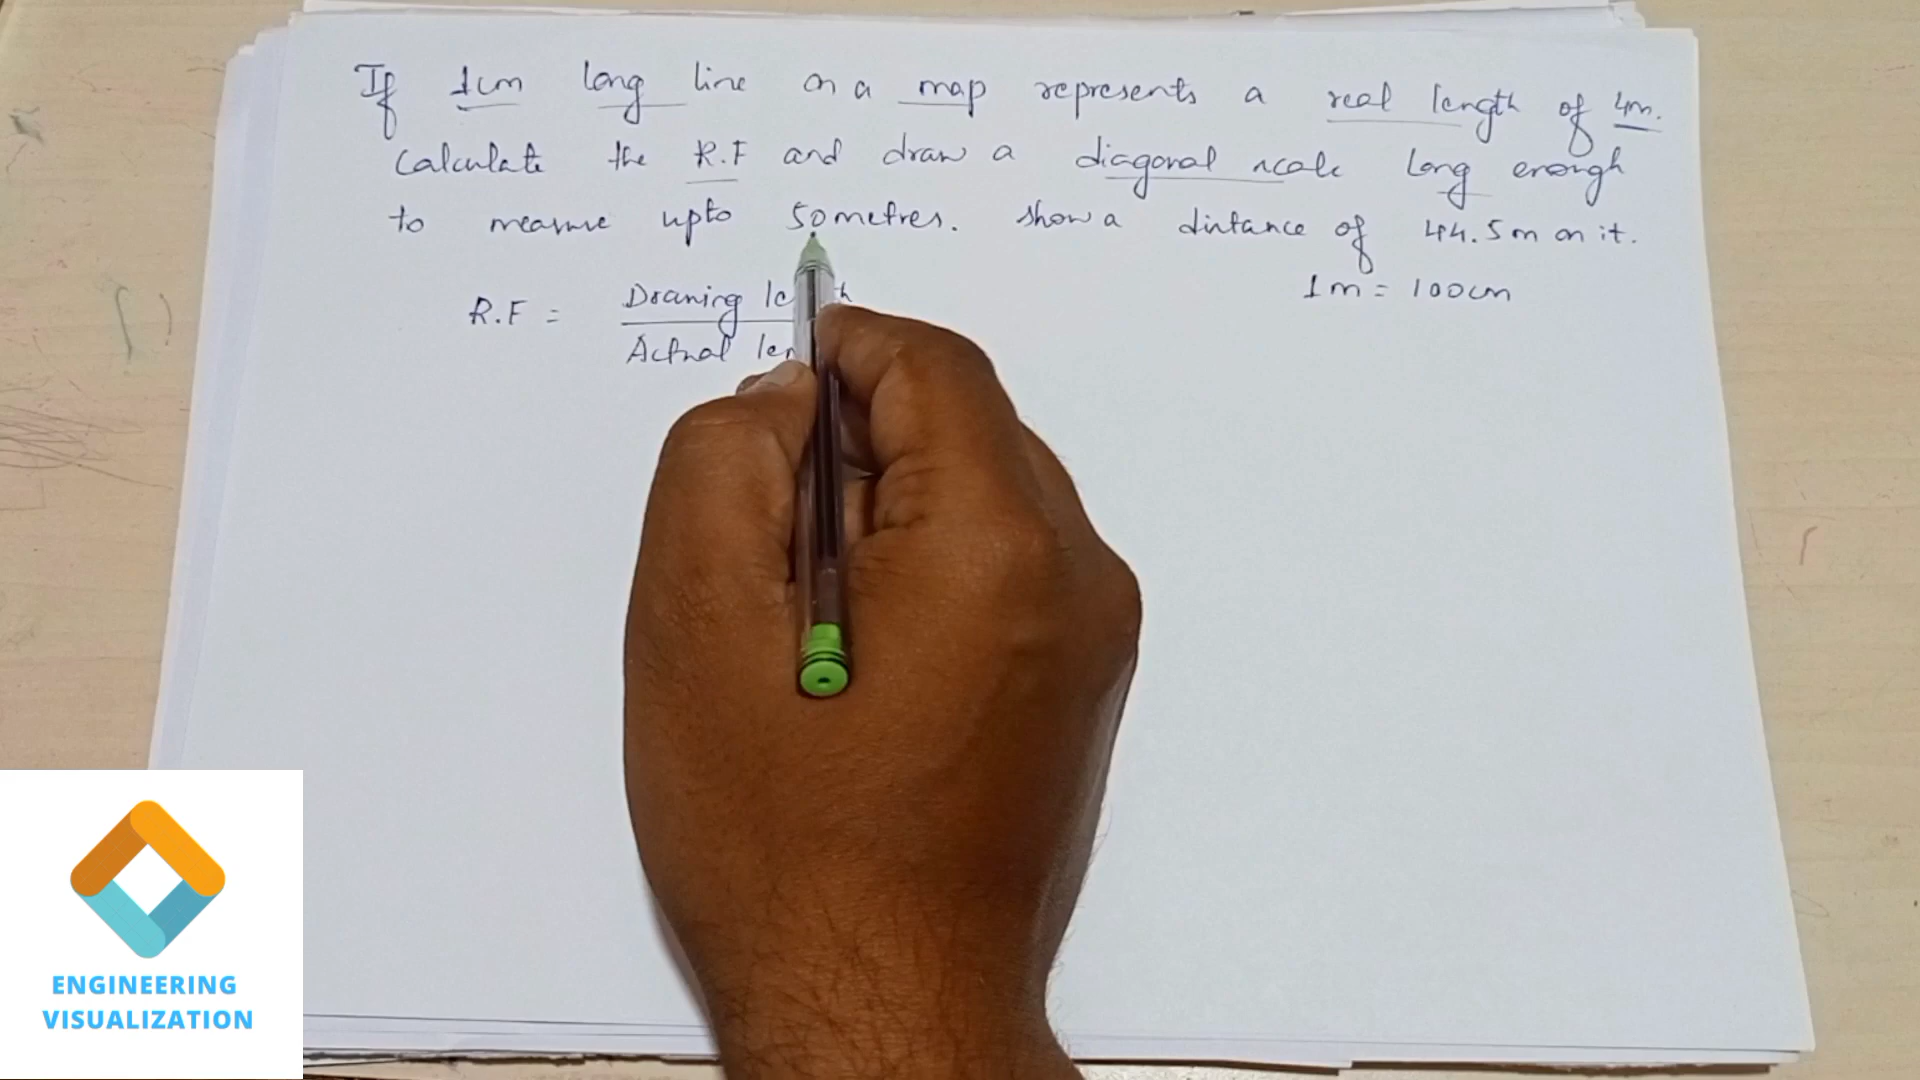 If 1cm long line on a map represents a real length of 4m.
Calculate the R.F and draw a diagonal scale long enough
to measure upto 50metres. show a distance of 44.5m on it.
1m = 100cm
R.F = Drawing
Actual
ENGINEERING
VISUALIZATION